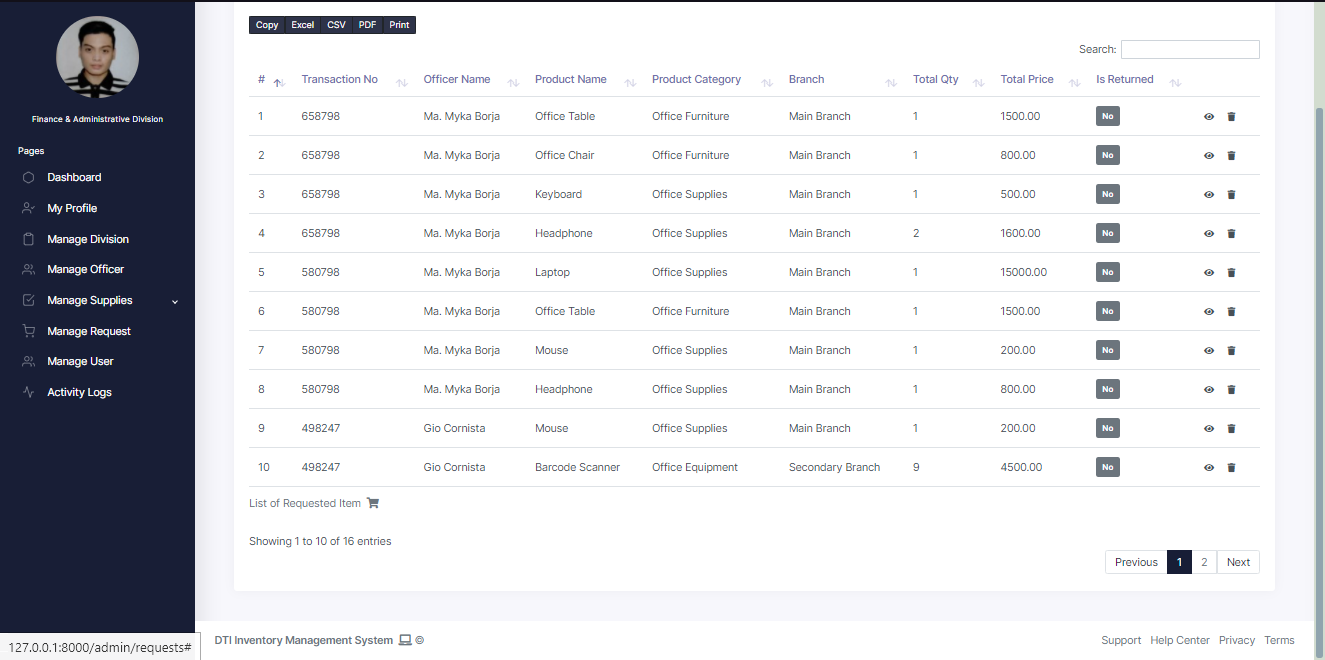 Copy Excel CSV PDF Print
Search:
# Transaction No Officer Name Product Name Product Category Branch Total Qty Total Price Is Returned
1 658798 Ma. Myka Borja Office Table Office Furniture Main Branch 1 1500.00 No
2 658798 Ma. Myka Borja Office Chair Office Furniture Main Branch 1 800.00 No
3 658798 Ma. Myka Borja Keyboard Office Supplies Main Branch 1 500.00 No
4 658798 Ma. Myka Borja Headphone Office Supplies Main Branch 2 1600.00 No
5 580798 Ma. Myka Borja Laptop Office Supplies Main Branch 1 15000.00 No
6 580798 Ma. Myka Borja Office Table Office Furniture Main Branch 1 1500.00 No
7 580798 Ma. Myka Borja Mouse Office Supplies Main Branch 1 200.00 No
8 580798 Ma. Myka Borja Headphone Office Supplies Main Branch 1 800.00 No
9 498247 Gio Cornista Mouse Office Supplies Main Branch 1 200.00 No
10 498247 Gio Cornista Barcode Scanner Office Equipment Secondary Branch 9 4500.00 No
List of Requested Item
Showing 1 to 10 of 16 entries
Previous 1 2 Next
Finance & Administrative Division
Pages
Dashboard
My Profile
Manage Division
Manage Officer
Manage Supplies
Manage Request
Manage User
Activity Logs
127.0.0.1:8000/admin/requests#
DTI Inventory Management System ©
Support Help Center Privacy Terms